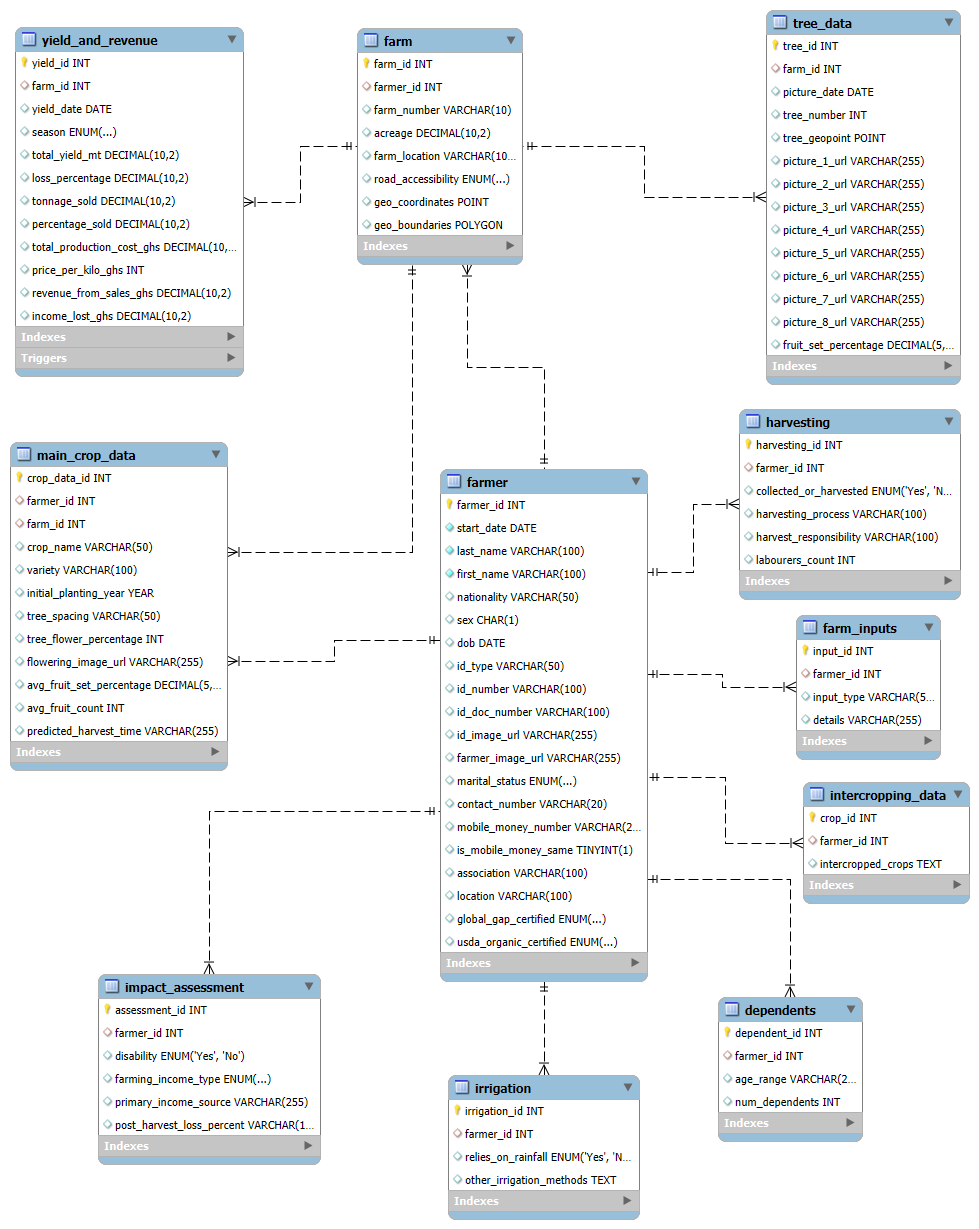 yield_and_revenue
yield_id INT
farm_id INT
yield_date DATE
season ENUM(...)
total_yield_mt DECIMAL(10,2)
loss_percentage DECIMAL(10,2)
tonnage_sold DECIMAL(10,2)
percentage_sold DECIMAL(10,2)
total_production_cost_ghs DECIMAL(10,...
price_per_kilo_ghs INT
revenue_from_sales_ghs DECIMAL(10,2)
income_lost_ghs DECIMAL(10,2)
Indexes
Triggers
farm
farm_id INT
farmer_id INT
farm_number VARCHAR(10)
acreage DECIMAL(10,2)
farm_location VARCHAR(10...
road_accessibility ENUM(...)
geo_coordinates POINT
geo_boundaries POLYGON
Indexes
tree_data
tree_id INT
farm_id INT
picture_date DATE
tree_number INT
tree_geopoint POINT
picture_1_url VARCHAR(255)
picture_2_url VARCHAR(255)
picture_3_url VARCHAR(255)
picture_4_url VARCHAR(255)
picture_5_url VARCHAR(255)
picture_6_url VARCHAR(255)
picture_7_url VARCHAR(255)
picture_8_url VARCHAR(255)
fruit_set_percentage DECIMAL(5,...
Indexes
main_crop_data
crop_data_id INT
farmer_id INT
farm_id INT
crop_name VARCHAR(50)
variety VARCHAR(100)
initial_planting_year YEAR
tree_spacing VARCHAR(50)
tree_flower_percentage INT
flowering_image_url VARCHAR(255)
avg_fruit_set_percentage DECIMAL(5,...
avg_fruit_count INT
predicted_harvest_time VARCHAR(255)
Indexes
farmer
farmer_id INT
start_date DATE
last_name VARCHAR(100)
first_name VARCHAR(100)
nationality VARCHAR(50)
sex CHAR(1)
dob DATE
id_type VARCHAR(50)
id_number VARCHAR(100)
id_doc_number VARCHAR(100)
id_image_url VARCHAR(255)
farmer_image_url VARCHAR(255)
marital_status ENUM(...)
contact_number VARCHAR(20)
mobile_money_number VARCHAR(2...
is_mobile_money_same TINYINT(1)
association VARCHAR(100)
location VARCHAR(100)
global_gap_certified ENUM(...)
usda_organic_certified ENUM(...)
Indexes
harvesting
harvesting_id INT
farmer_id INT
collected_or_harvested ENUM('Yes', 'N...
harvesting_process VARCHAR(100)
harvest_responsibility VARCHAR(100)
labourers_count INT
Indexes
farm_inputs
input_id INT
farmer_id INT
input_type VARCHAR(5...
details VARCHAR(255)
Indexes
intercropping_data
crop_id INT
farmer_id INT
intercropped_crops TEXT
Indexes
impact_assessment
assessment_id INT
farmer_id INT
disability ENUM('Yes', 'No')
farming_income_type ENUM(...)
primary_income_source VARCHAR(255)
post_harvest_loss_percent VARCHAR(1...
Indexes
irrigation
irrigation_id INT
farmer_id INT
relies_on_rainfall ENUM('Yes', 'N...
other_irrigation_methods TEXT
Indexes
dependents
dependent_id INT
farmer_id INT
age_range VARCHAR(2...
num_dependents INT
Indexes